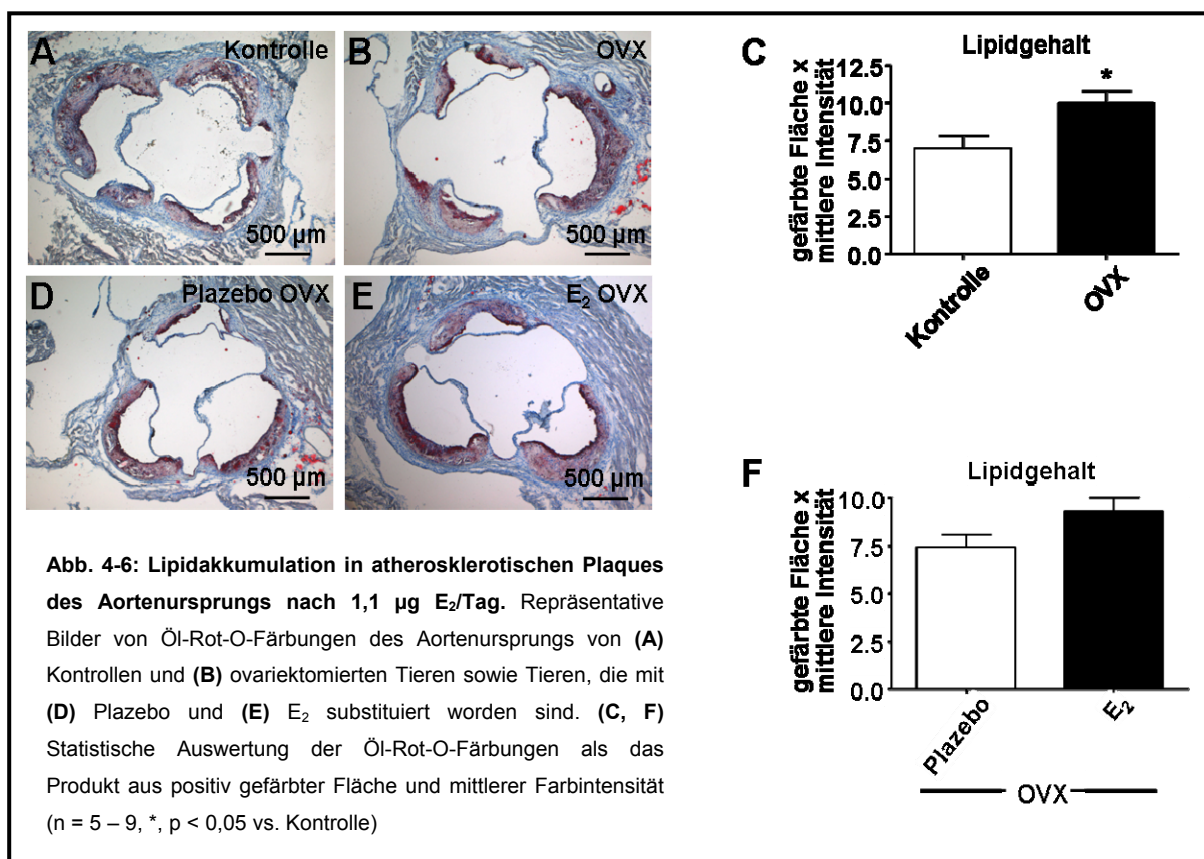 A
Kontrolle
500 µm
B
OVX
500 µm
C
Lipidgehalt
gefärbte Fläche x
mittlere Intensität
12.5
10.0
7.5
5.0
2.5
0.0
*
Kontrolle
OVX
D
Plazebo OVX
500 µm
E
E₂ OVX
500 µm
F
Lipidgehalt
gefärbte Fläche x
mittlere Intensität
10.0
7.5
5.0
2.5
0.0
Plazebo
E₂
OVX
Abb. 4-6: Lipidakkumulation in atherosklerotischen Plaques
des Aortenursprungs nach 1,1 µg E₂/Tag. Repräsentative
Bilder von Öl-Rot-O-Färbungen des Aortenursprungs von (A)
Kontrollen und (B) ovariektomierten Tieren sowie Tieren, die mit
(D) Plazebo und (E) E₂ substituiert worden sind. (C, F)
Statistische Auswertung der Öl-Rot-O-Färbungen als das
Produkt aus positiv gefärbter Fläche und mittlerer Farbintensität
(n = 5 – 9, *, p < 0,05 vs. Kontrolle)